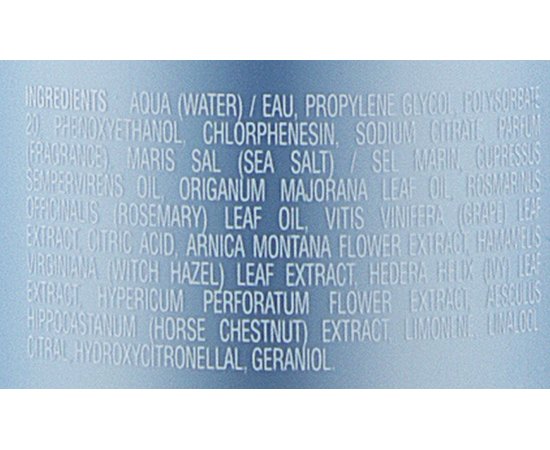 INGREDIENTS AQUA (WATER) / EAU, PROPYLENE GLYCOL, POLYSORBATE
20, PHENOXYETHANOL, CHLORPHENESIN, SODIUM CITRATE, PARFUM
(FRAGRANCE), MARIS SAL (SEA SALT) / SEL MARIN, CUPRESSUS
SEMPERVIRENS OIL, ORIGANUM MAJORANA LEAF OIL, ROSMARINUS
OFFICINALIS (ROSEMARY) LEAF OIL, VITIS VINIFERA (GRAPE) LEAF
EXTRACT, CITRIC ACID, ARNICA MONTANA FLOWER EXTRACT, HAMAMELIS
VIRGINIANA (WITCH HAZEL) LEAF EXTRACT, HEDERA HELIX (IVY) LEAF
EXTRACT, HYPERICUM PERFORATUM FLOWER EXTRACT, AESCULUS
HIPPOCASTANUM (HORSE CHESTNUT) EXTRACT, LIMONENE, LINALOOL,
CITRAL, HYDROXYCITRONELLAL, GERANIOL.